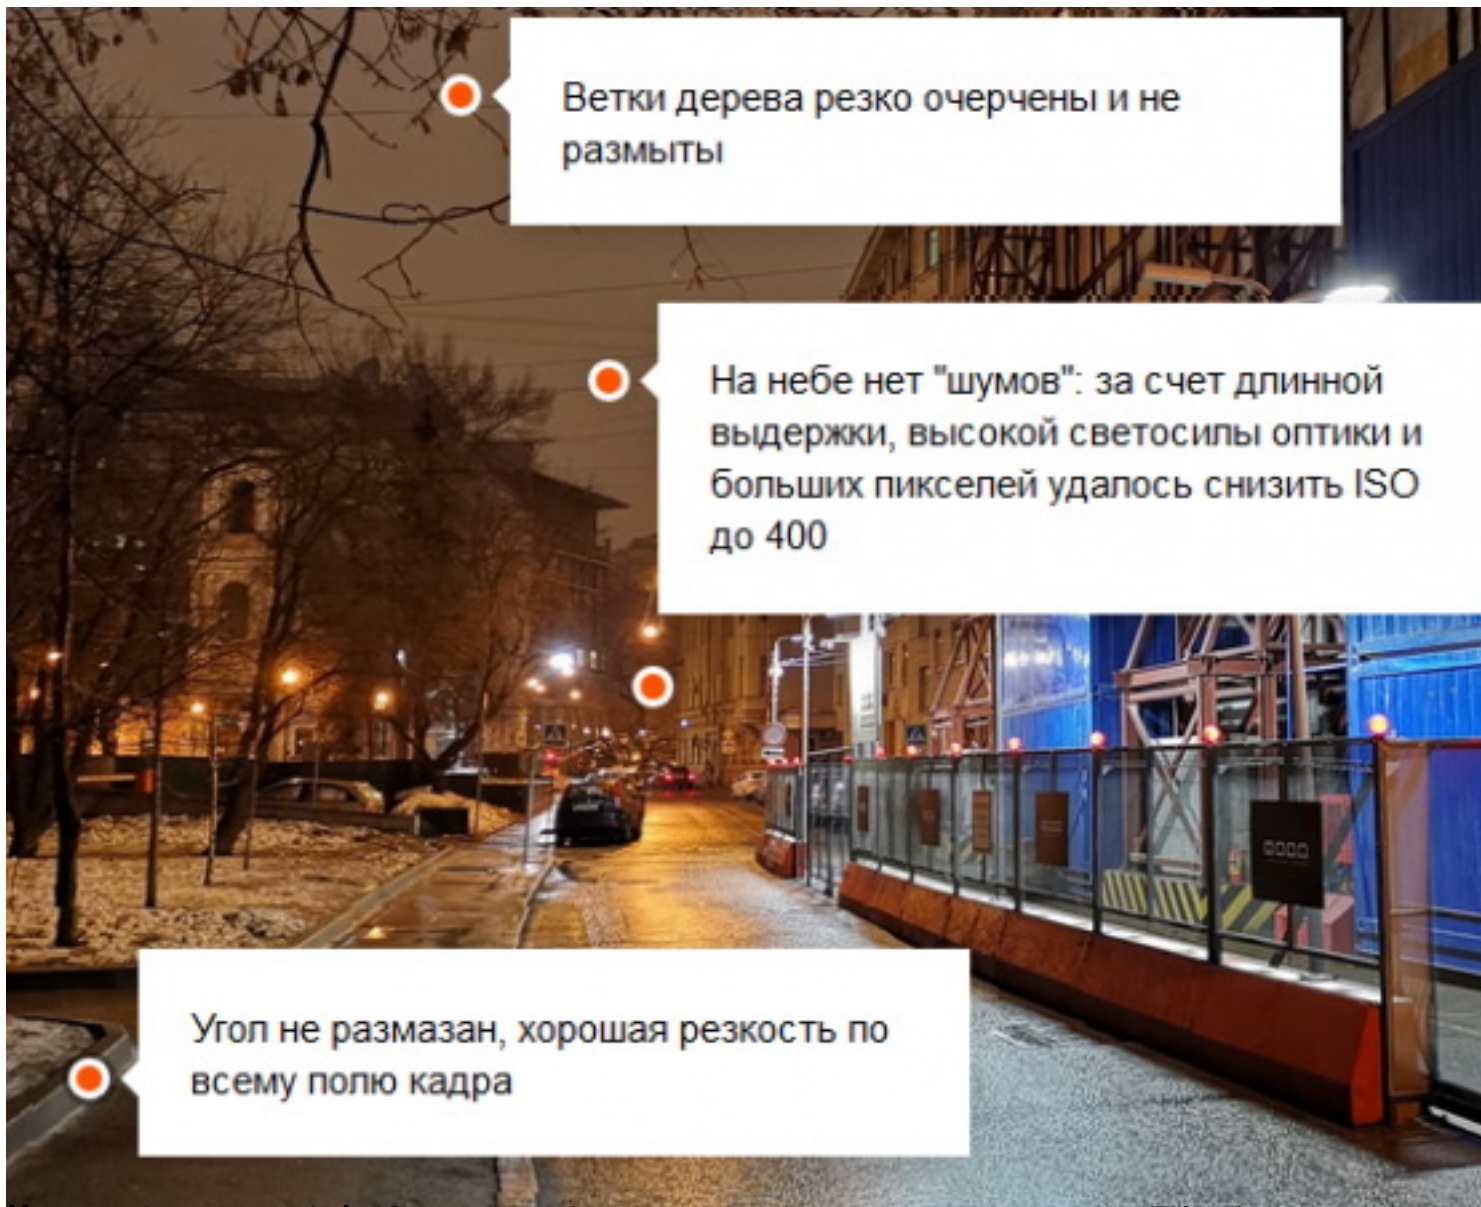 Ветки дерева резко очерчены и не
размыты
На небе нет "шумов": за счет длинной
выдержки, высокой светосилы оптики и
больших пикселей удалось снизить ISO
до 400
Угол не размазан, хорошая резкость по
всему полю кадра